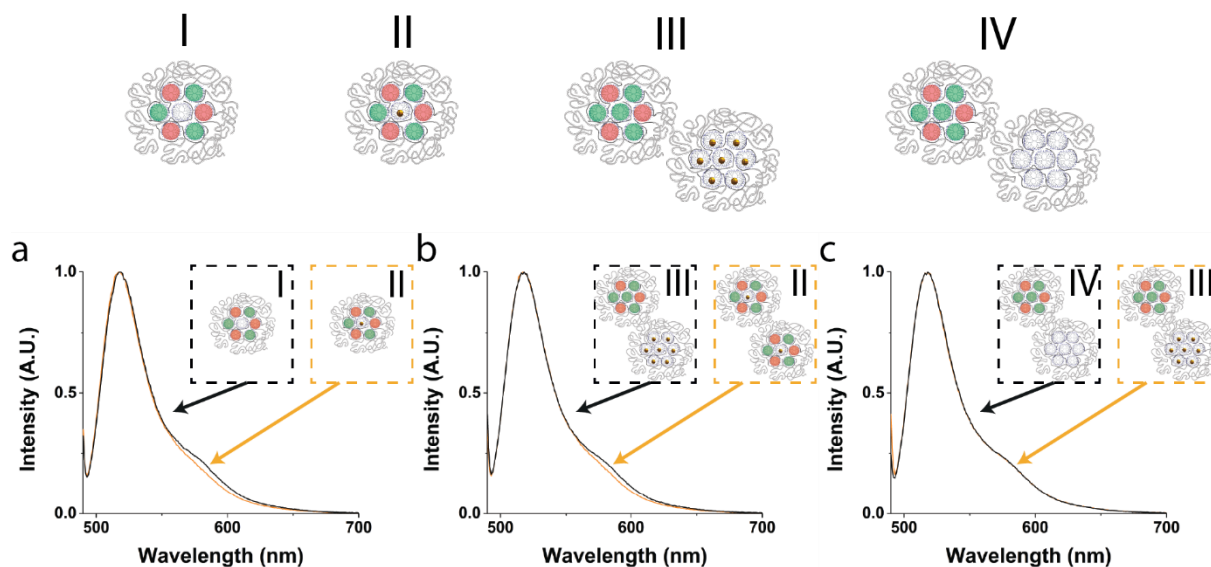 I II III IV
a b c
I II III II IV III
1.0 1.0 1.0
0.5 0.5 0.5
0.0 0.0 0.0
Intensity (A.U.) Intensity (A.U.) Intensity (A.U.)
500 600 700 500 600 700 500 600 700
Wavelength (nm) Wavelength (nm) Wavelength (nm)